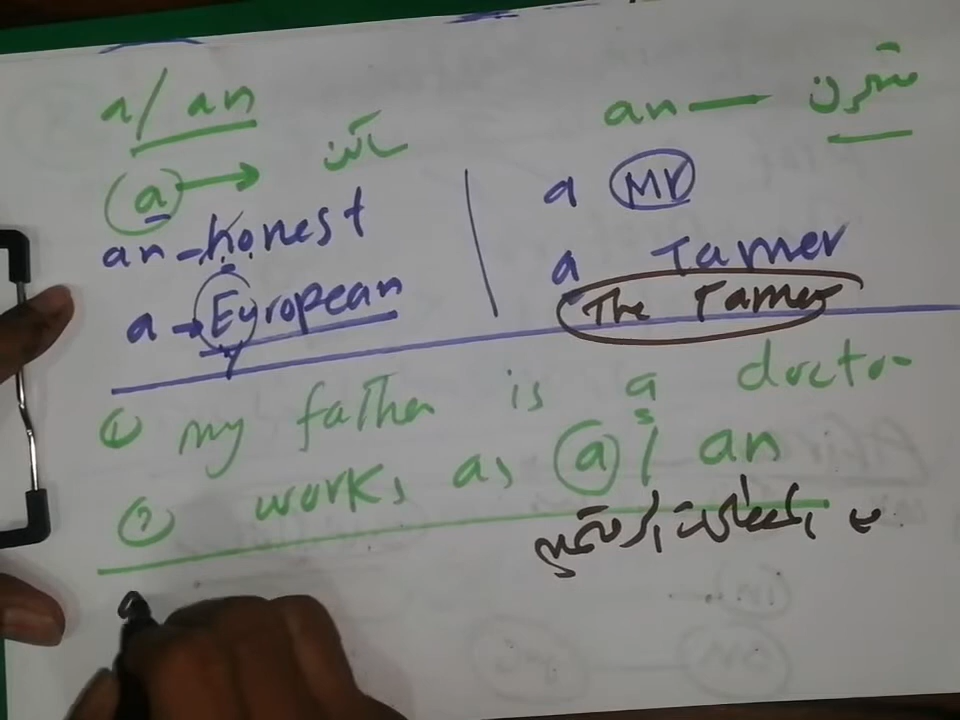 a / an
a → ساكن
an - honest
a - European
y
an → متحرك
a Mr
a Tamer
The Tamer
① my father is a doctor
② works as a / an